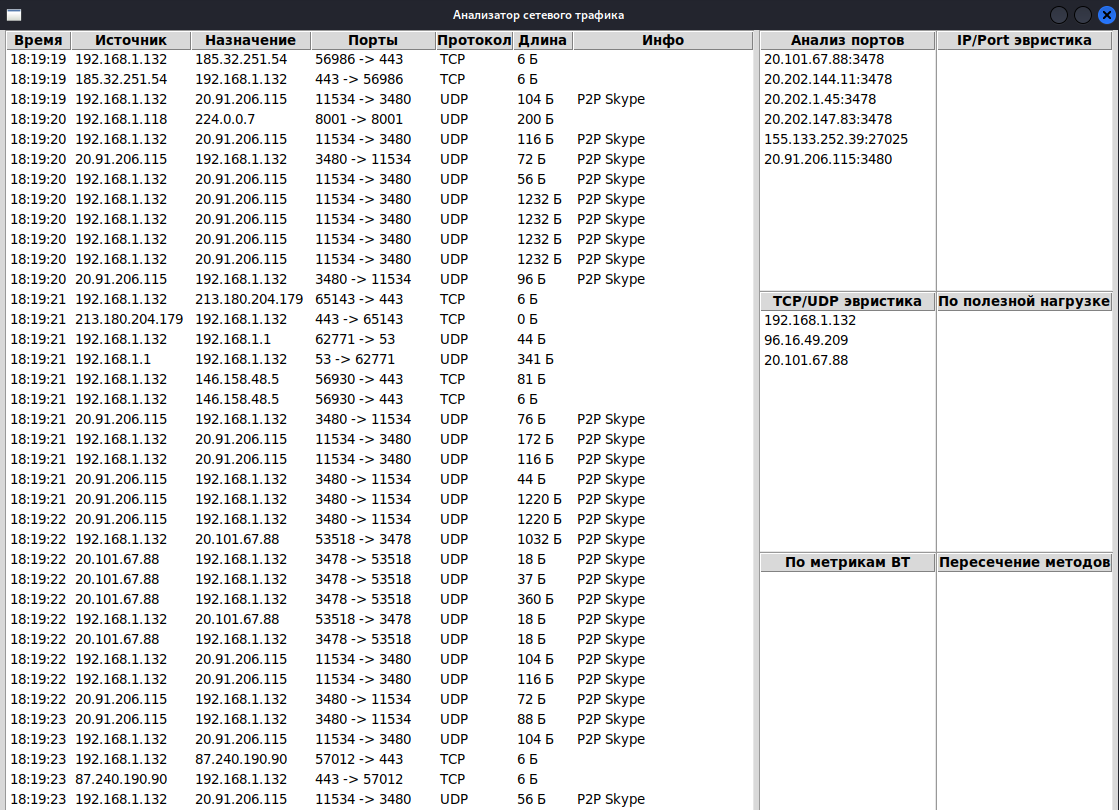 Анализатор сетевого трафика
Время Источник Назначение Порты Протокол Длина Инфо
18:19:19 192.168.1.132 185.32.251.54 56986 -> 443 TCP 6 Б
18:19:19 185.32.251.54 192.168.1.132 443 -> 56986 TCP 6 Б
18:19:19 192.168.1.132 20.91.206.115 11534 -> 3480 UDP 104 Б P2P Skype
18:19:20 192.168.1.118 224.0.0.7 8001 -> 8001 UDP 200 Б
18:19:20 192.168.1.132 20.91.206.115 11534 -> 3480 UDP 116 Б P2P Skype
18:19:20 20.91.206.115 192.168.1.132 3480 -> 11534 UDP 72 Б P2P Skype
18:19:20 192.168.1.132 20.91.206.115 11534 -> 3480 UDP 56 Б P2P Skype
18:19:20 192.168.1.132 20.91.206.115 11534 -> 3480 UDP 1232 Б P2P Skype
18:19:20 192.168.1.132 20.91.206.115 11534 -> 3480 UDP 1232 Б P2P Skype
18:19:20 192.168.1.132 20.91.206.115 11534 -> 3480 UDP 1232 Б P2P Skype
18:19:20 192.168.1.132 20.91.206.115 11534 -> 3480 UDP 1232 Б P2P Skype
18:19:20 20.91.206.115 192.168.1.132 3480 -> 11534 UDP 96 Б P2P Skype
18:19:21 192.168.1.132 213.180.204.179 65143 -> 443 TCP 6 Б
18:19:21 213.180.204.179 192.168.1.132 443 -> 65143 TCP 0 Б
18:19:21 192.168.1.132 192.168.1.1 62771 -> 53 UDP 44 Б
18:19:21 192.168.1.1 192.168.1.132 53 -> 62771 UDP 341 Б
18:19:21 192.168.1.132 146.158.48.5 56930 -> 443 TCP 81 Б
18:19:21 192.168.1.132 146.158.48.5 56930 -> 443 TCP 6 Б
18:19:21 20.91.206.115 192.168.1.132 3480 -> 11534 UDP 76 Б P2P Skype
18:19:21 192.168.1.132 20.91.206.115 11534 -> 3480 UDP 172 Б P2P Skype
18:19:21 192.168.1.132 20.91.206.115 11534 -> 3480 UDP 116 Б P2P Skype
18:19:21 20.91.206.115 192.168.1.132 3480 -> 11534 UDP 44 Б P2P Skype
18:19:21 20.91.206.115 192.168.1.132 3480 -> 11534 UDP 1220 Б P2P Skype
18:19:22 20.91.206.115 192.168.1.132 3480 -> 11534 UDP 1220 Б P2P Skype
18:19:22 192.168.1.132 20.101.67.88 53518 -> 3478 UDP 1032 Б P2P Skype
18:19:22 20.101.67.88 192.168.1.132 3478 -> 53518 UDP 18 Б P2P Skype
18:19:22 20.101.67.88 192.168.1.132 3478 -> 53518 UDP 37 Б P2P Skype
18:19:22 20.101.67.88 192.168.1.132 3478 -> 53518 UDP 360 Б P2P Skype
18:19:22 192.168.1.132 20.101.67.88 53518 -> 3478 UDP 18 Б P2P Skype
18:19:22 20.101.67.88 192.168.1.132 3478 -> 53518 UDP 18 Б P2P Skype
18:19:22 192.168.1.132 20.91.206.115 11534 -> 3480 UDP 104 Б P2P Skype
18:19:22 192.168.1.132 20.91.206.115 11534 -> 3480 UDP 116 Б P2P Skype
18:19:22 20.91.206.115 192.168.1.132 3480 -> 11534 UDP 72 Б P2P Skype
18:19:23 20.91.206.115 192.168.1.132 3480 -> 11534 UDP 88 Б P2P Skype
18:19:23 192.168.1.132 20.91.206.115 11534 -> 3480 UDP 104 Б P2P Skype
18:19:23 192.168.1.132 87.240.190.90 57012 -> 443 TCP 6 Б
18:19:23 87.240.190.90 192.168.1.132 443 -> 57012 TCP 6 Б
18:19:23 192.168.1.132 20.91.206.115 11534 -> 3480 UDP 56 Б P2P Skype
Анализ портов
20.101.67.88:3478
20.202.144.11:3478
20.202.1.45:3478
20.202.147.83:3478
155.133.252.39:27025
20.91.206.115:3480
IP/Port эвристика
TCP/UDP эвристика
192.168.1.132
96.16.49.209
20.101.67.88
По полезной нагрузке
По метрикам ВТ
Пересечение методов